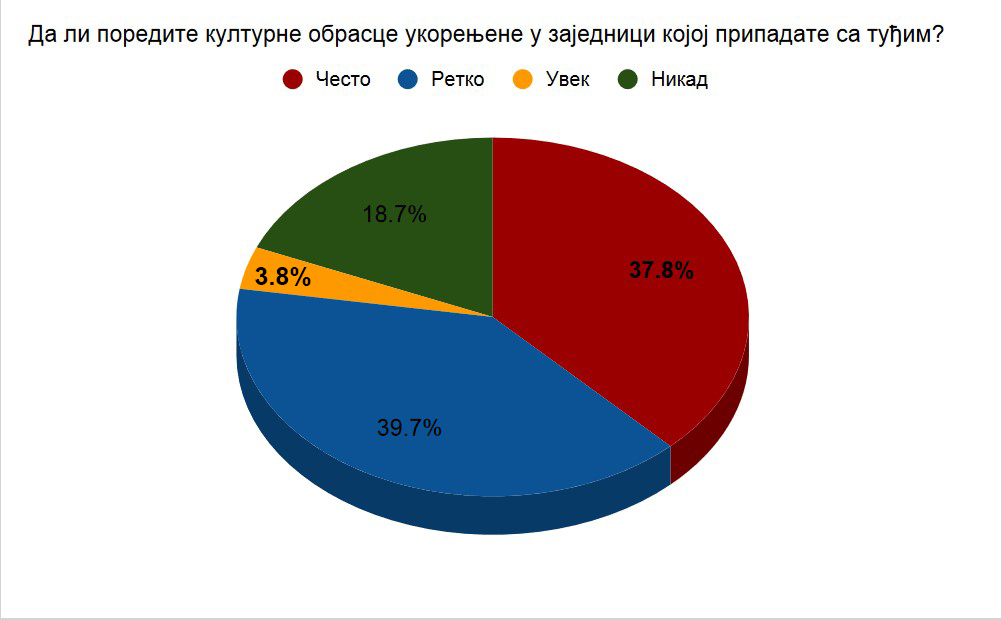 Да ли поредите културне обрасце укорењене у заједници којој припадате са туђим?
Често Ретко Увек Никад
18.7%
37.8%
3.8%
39.7%